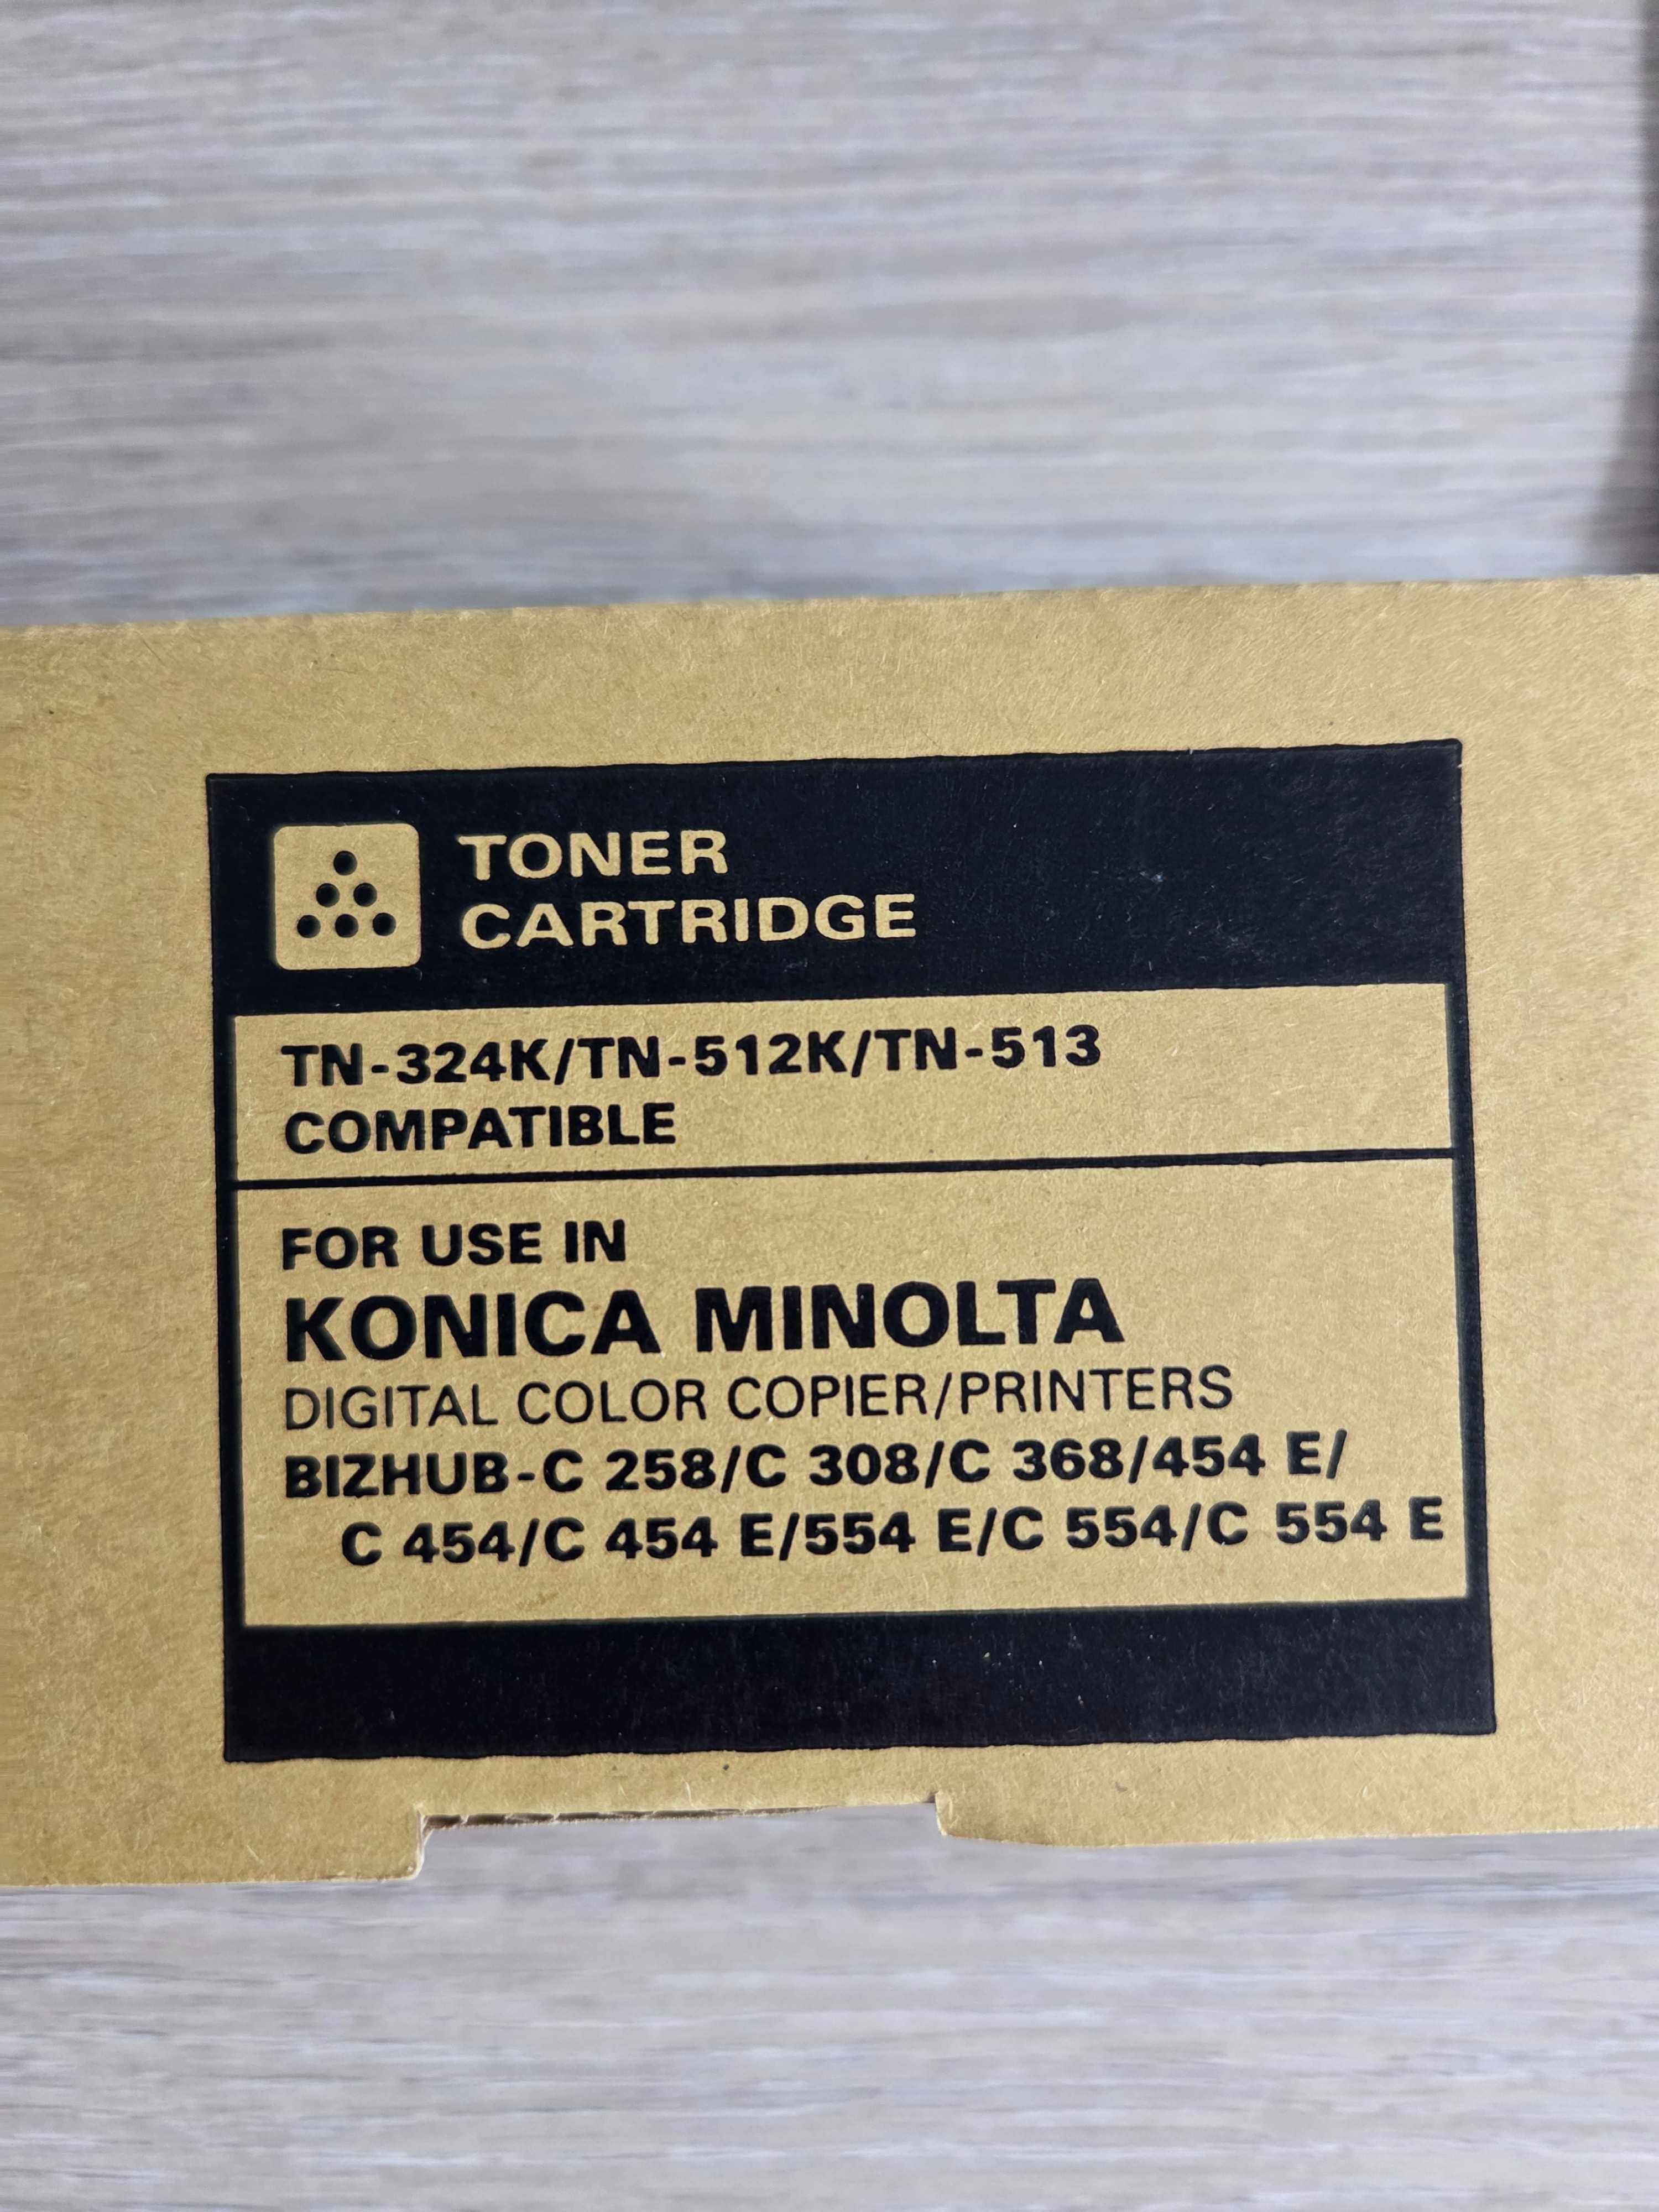 TONER
CARTRIDGE
TN-324K/TN-512K/TN-513
COMPATIBLE
FOR USE IN
KONICA MINOLTA
DIGITAL COLOR COPIER/PRINTERS
BIZHUB-C 258/C 308/C 368/454 E/
C 454/C 454 E/554 E/C 554/C 554 E